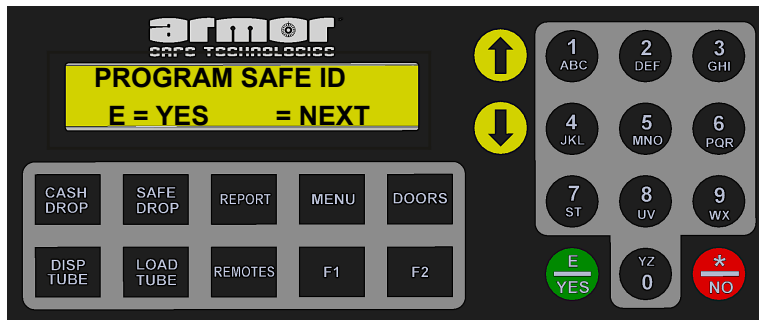 armor
SAFE TECHNOLOGIES
PROGRAM SAFE ID
E = YES = NEXT
CASH DROP
SAFE DROP
REPORT
MENU
DOORS
DISP TUBE
LOAD TUBE
REMOTES
F1
F2
1
ABC
2
DEF
3
GHI
4
JKL
5
MNO
6
PQR
7
ST
8
UV
9
WX
E
YES
YZ
0
*
NO